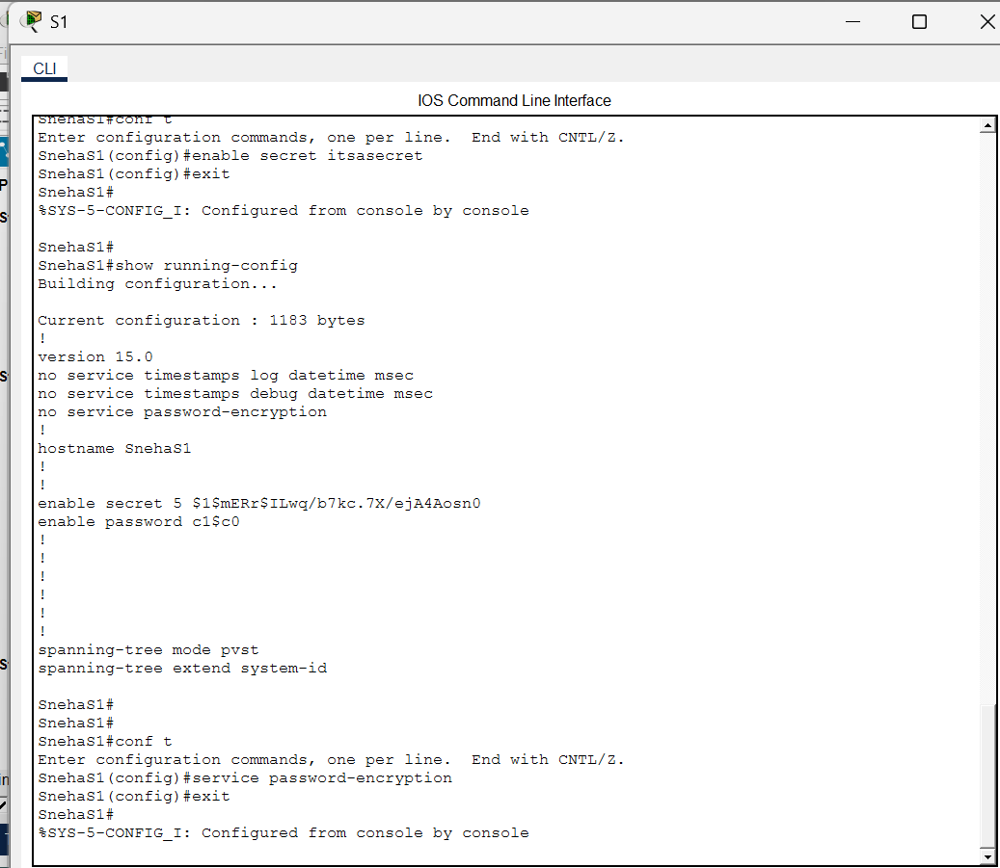 S1
CLI
IOS Command Line Interface
SnehaS1#conf t
Enter configuration commands, one per line.  End with CNTL/Z.
SnehaS1(config)#enable secret itsasecret
SnehaS1(config)#exit
SnehaS1#
%SYS-5-CONFIG_I: Configured from console by console
SnehaS1#
SnehaS1#show running-config
Building configuration...
Current configuration : 1183 bytes
!
version 15.0
no service timestamps log datetime msec
no service timestamps debug datetime msec
no service password-encryption
!
hostname SnehaS1
!
!
enable secret 5 $1$mERr$ILwq/b7kc.7X/ejA4Aosn0
enable password c1$c0
!
!
!
!
!
!
spanning-tree mode pvst
spanning-tree extend system-id
SnehaS1#
SnehaS1#
SnehaS1#conf t
Enter configuration commands, one per line.  End with CNTL/Z.
SnehaS1(config)#service password-encryption
SnehaS1(config)#exit
SnehaS1#
%SYS-5-CONFIG_I: Configured from console by console